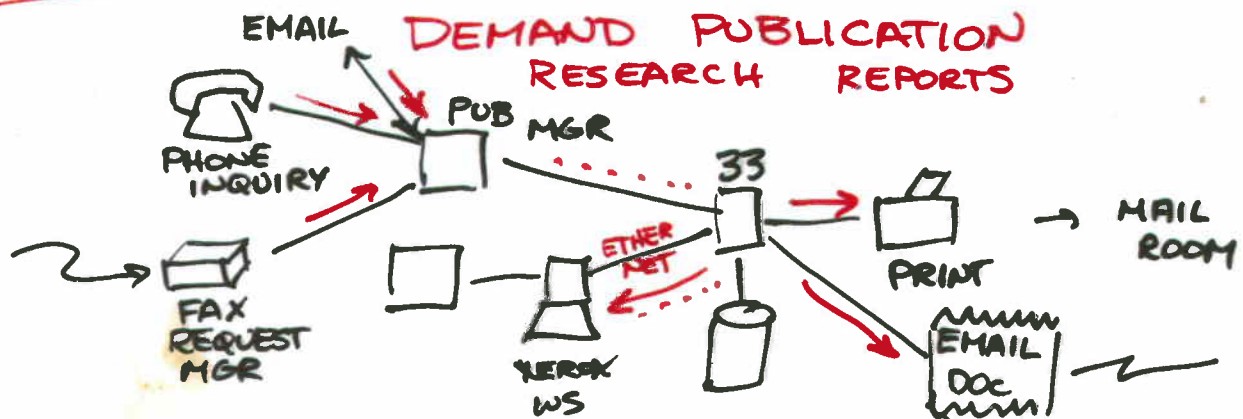 EMAIL
DEMAND PUBLICATION
RESEARCH REPORTS
PHONE
INQUIRY
PUB
MGR
33
FAX
REQUEST
MGR
ETHER
NET
XEROX
WS
PRINT
MAIL
ROOM
EMAIL
DOC